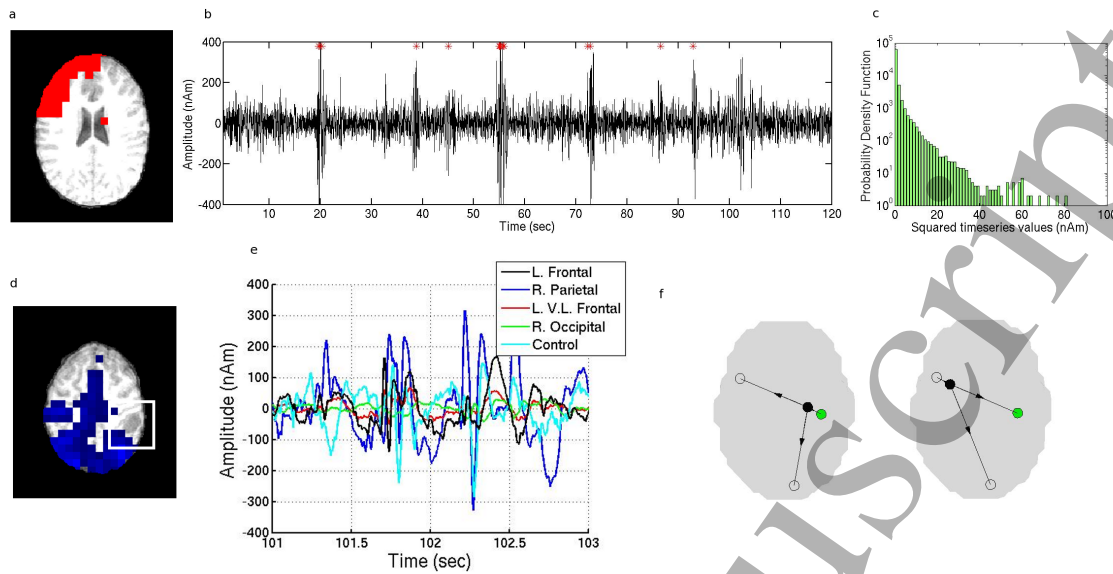 a
b
400
200
0
-200
-400
Amplitude (nAm)
10 20 30 40 50 60 70 80 90 100 110 120
Time (sec)
c
10^5
10^4
10^3
10^2
10^1
10^0
Probability Density Function
0 20 40 60 80 100
Squared timeseries values (nAm)
d
e
L. Frontal
R. Parietal
L. V.L. Frontal
R. Occipital
Control
400
300
200
100
0
-100
-200
-300
-400
Amplitude (nAm)
101 101.5 102 102.5 103
Time (sec)
f
uscript